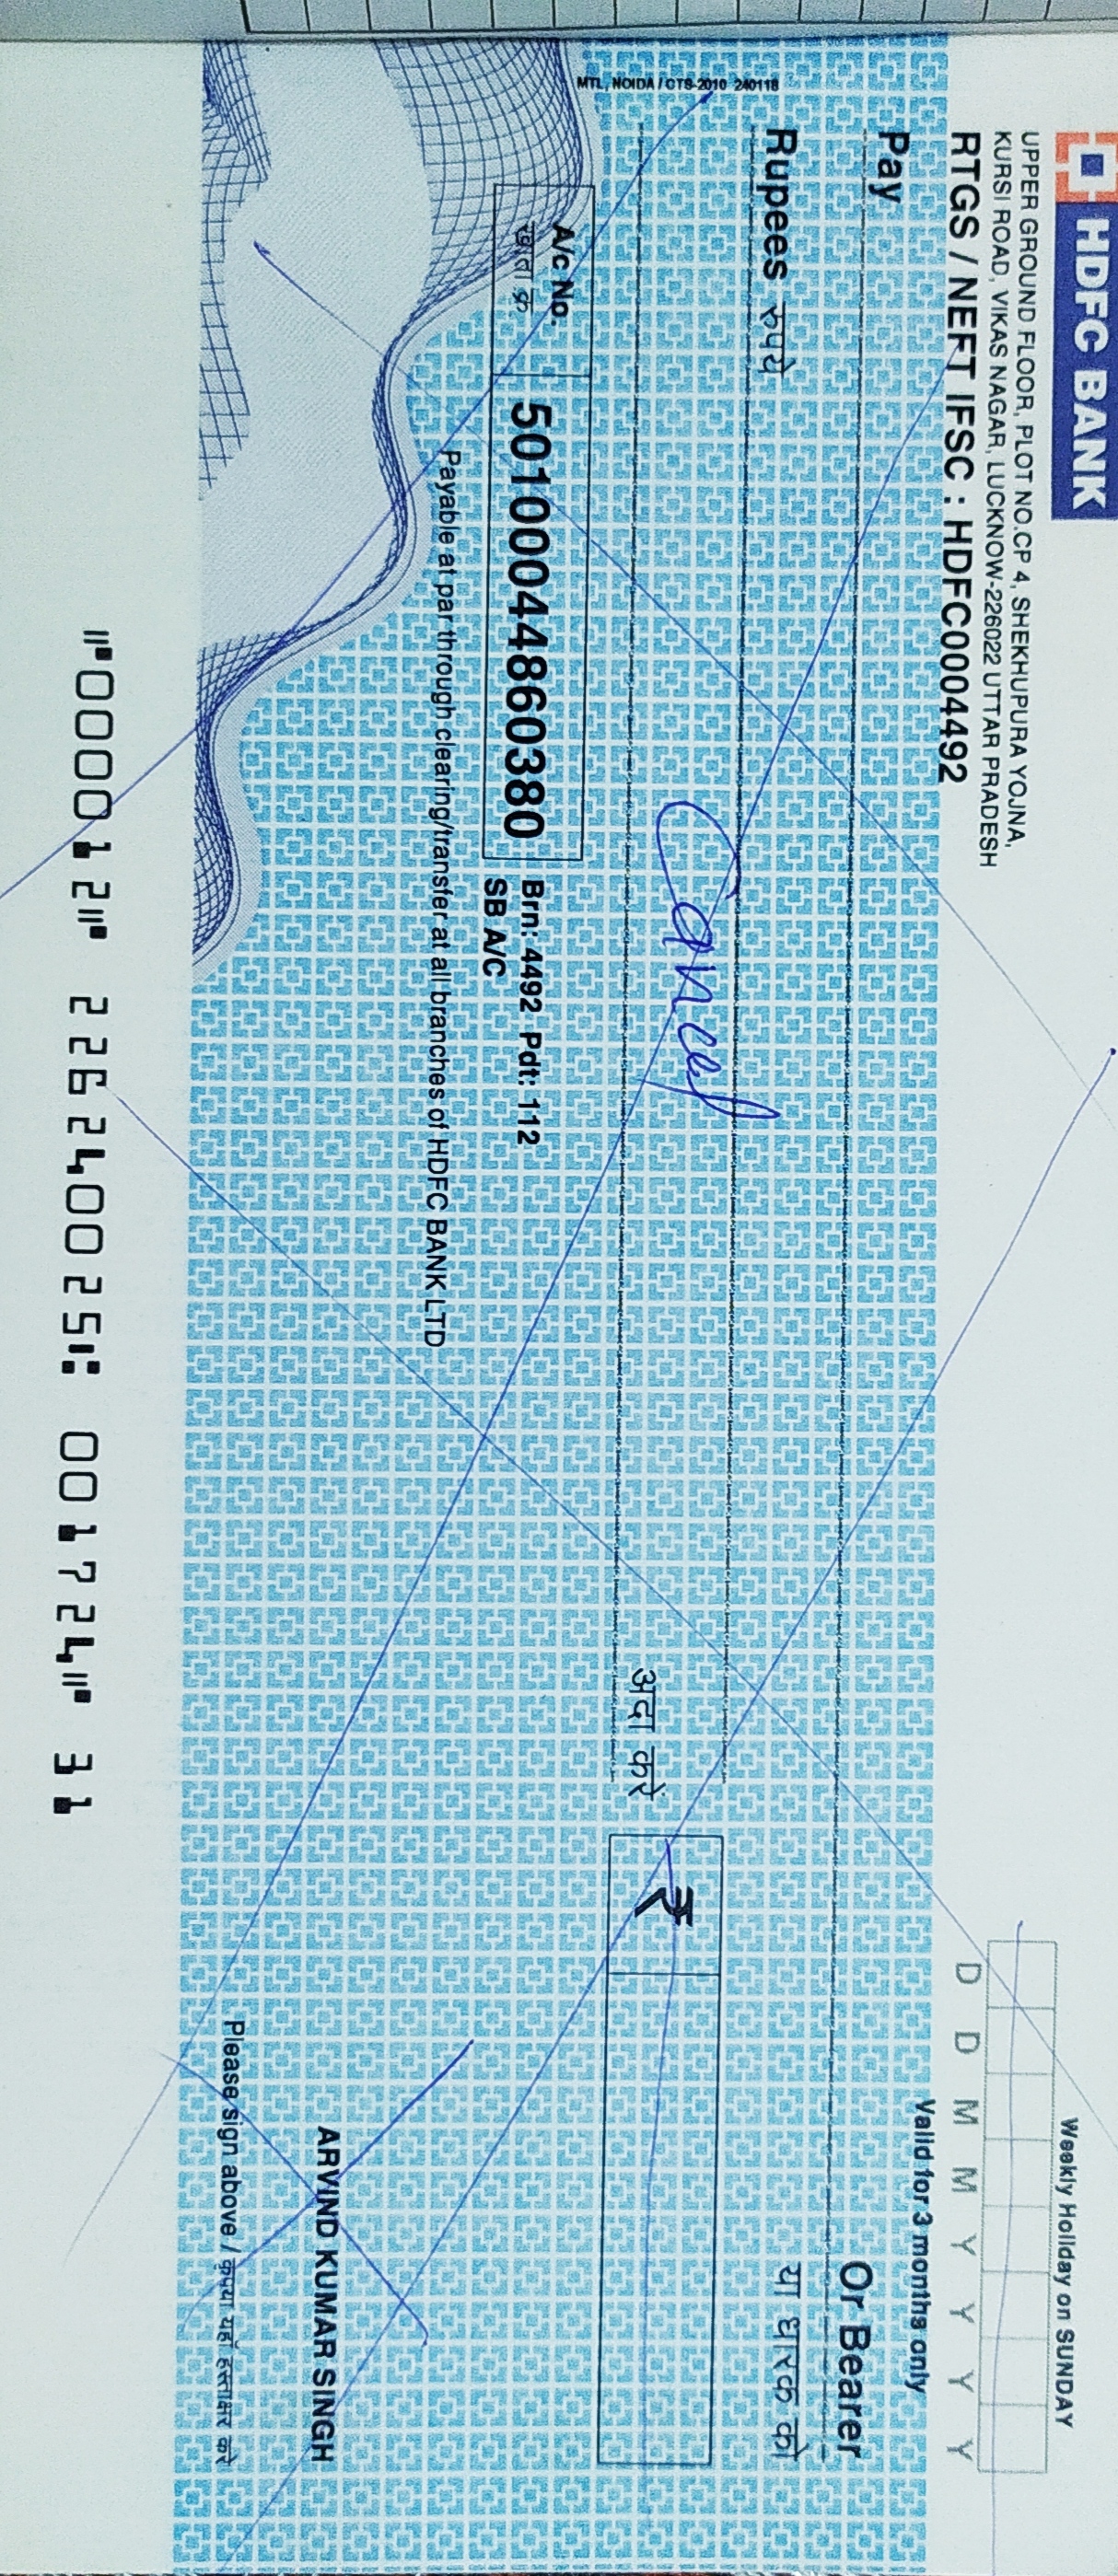 HDFC BANK
UPPER GROUND FLOOR, PLOT NO.CP 4, SHEKHUPURA YOJNA,
KURSI ROAD, VIKAS NAGAR, LUCKNOW-226022 UTTAR PRADESH
RTGS / NEFT IFSC : HDFC0004492
Weekly Holiday on SUNDAY
D D M M Y Y Y Y
Valid for 3 months only
Pay
Or Bearer
या धारक को
Rupees रुपये
Cancel
अदा करें
₹
MTL, NOIDA / CTS-2010 240118
A/c No.
खाता क्र
50100044860380
Brn: 4492 Pdt: 112
SB A/C
Payable at par through clearing/transfer at all branches of HDFC BANK LTD
ARVIND KUMAR SINGH
Please sign above / कृपया यहाँ हस्ताक्षर करे
⑈000012⑈ 226240025⑆ 001724⑈ 31